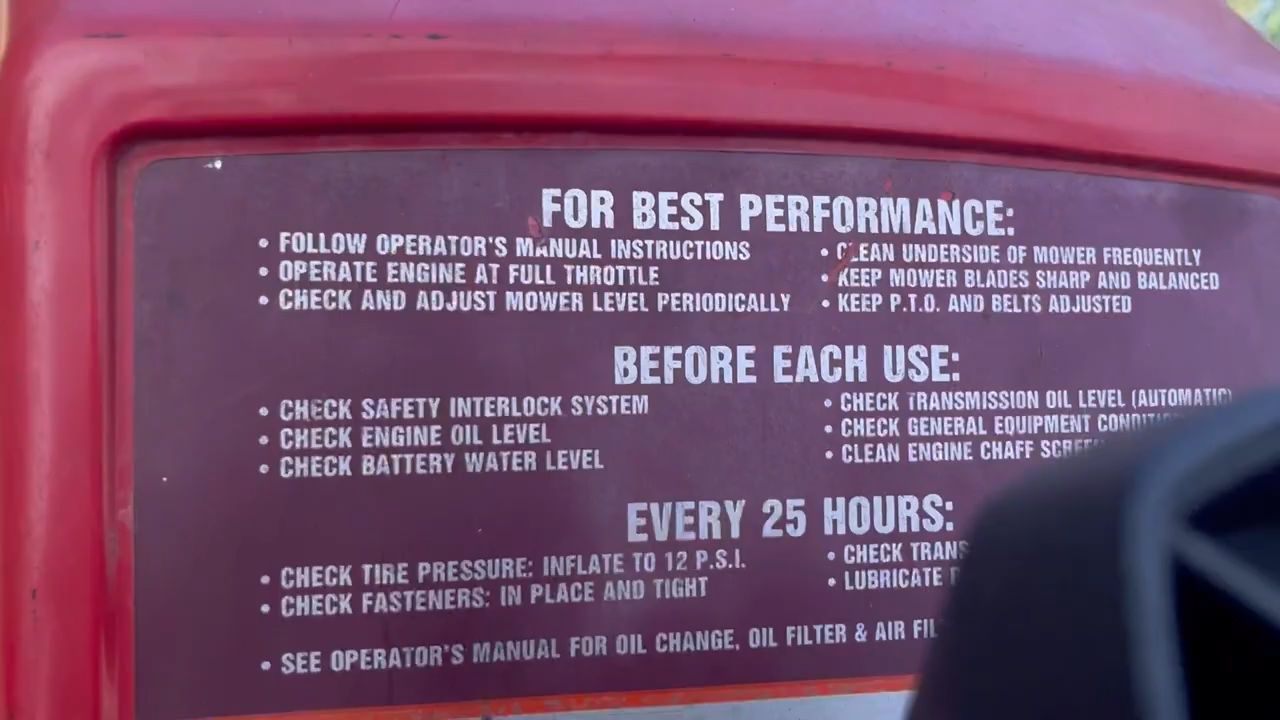 FOR BEST PERFORMANCE:
• FOLLOW OPERATOR'S MANUAL INSTRUCTIONS
• OPERATE ENGINE AT FULL THROTTLE
• CHECK AND ADJUST MOWER LEVEL PERIODICALLY
• CLEAN UNDERSIDE OF MOWER FREQUENTLY
• KEEP MOWER BLADES SHARP AND BALANCED
• KEEP P.T.O. AND BELTS ADJUSTED
BEFORE EACH USE:
• CHECK SAFETY INTERLOCK SYSTEM
• CHECK ENGINE OIL LEVEL
• CHECK BATTERY WATER LEVEL
• CHECK TRANSMISSION OIL LEVEL (AUTOMATIC)
• CHECK GENERAL EQUIPMENT
• CLEAN ENGINE CHAFF
EVERY 25 HOURS:
• CHECK TIRE PRESSURE: INFLATE TO 12 P.S.I.
• CHECK FASTENERS: IN PLACE AND TIGHT
• CHECK
• LUBRICATE
• SEE OPERATOR'S MANUAL FOR OIL CHANGE, OIL FILTER & AIR